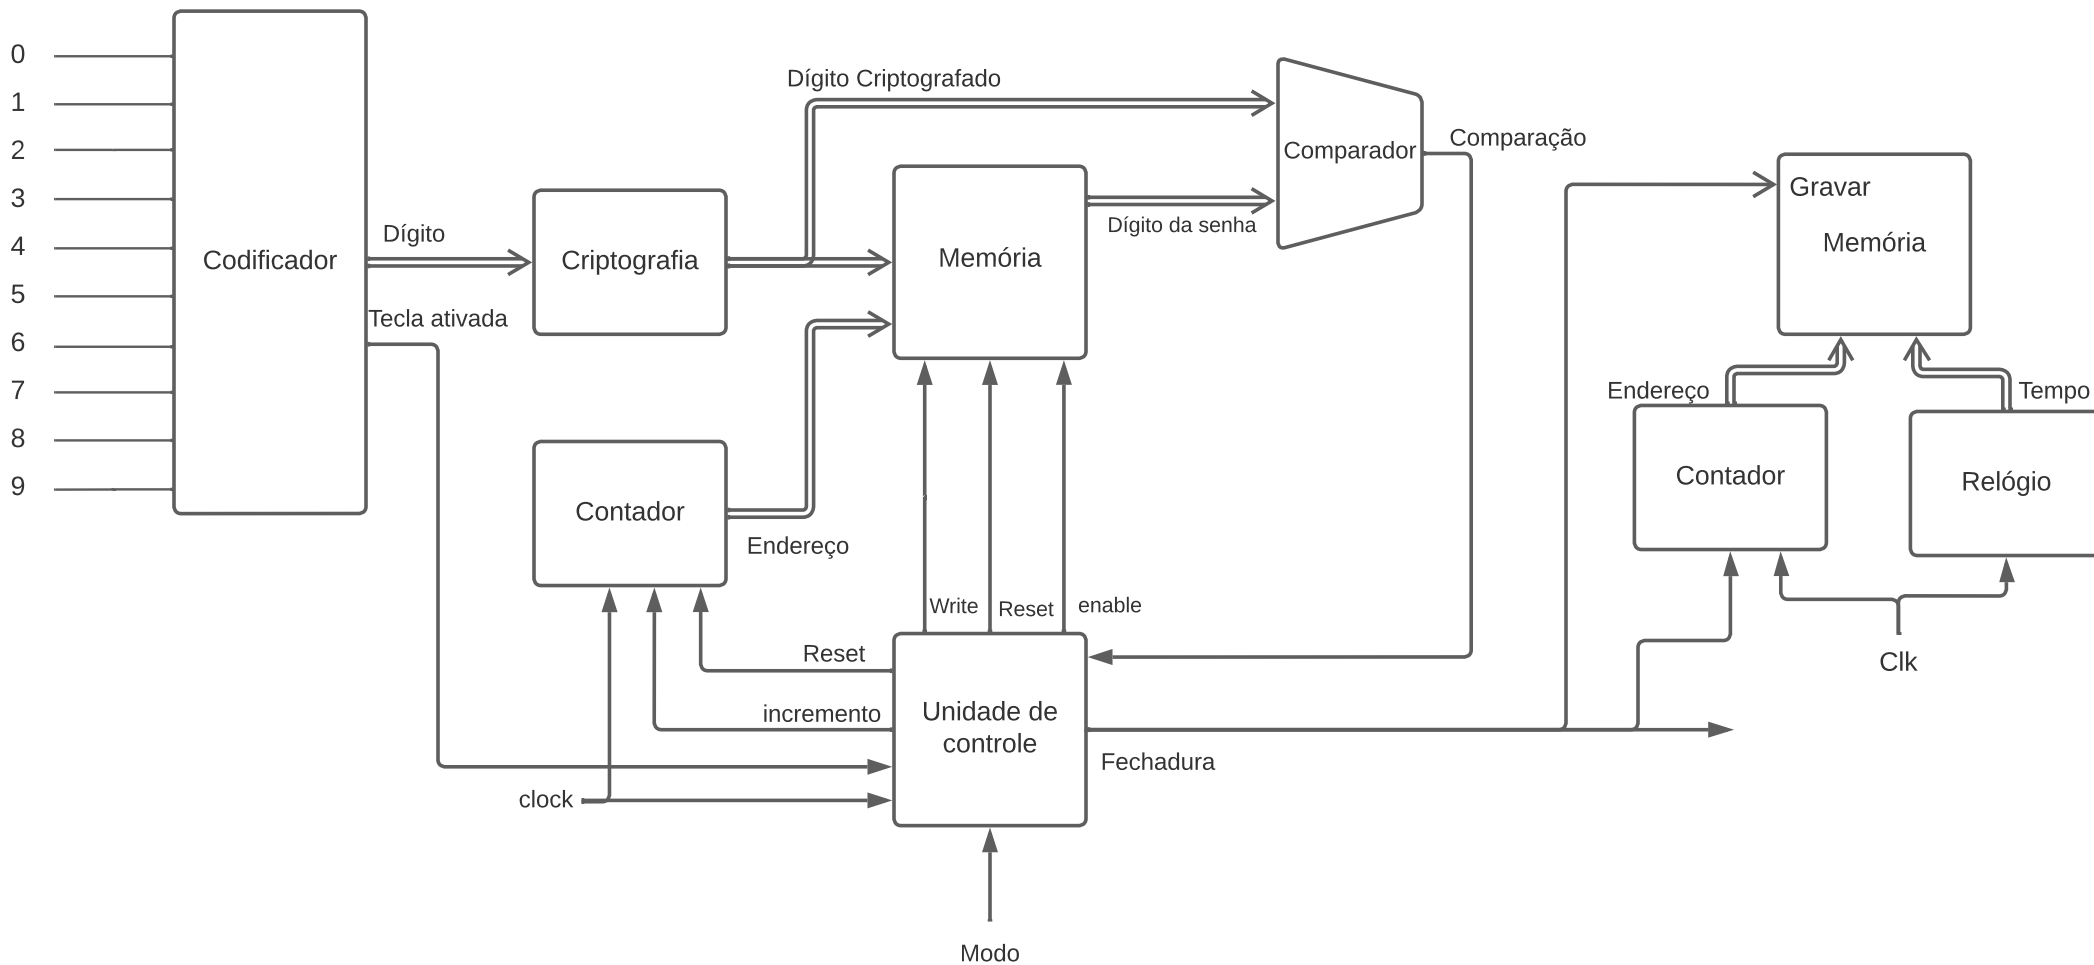 0
1
2
3
4
5
6
7
8
9
Codificador
Dígito
Tecla ativada
Criptografia
Dígito Criptografado
Memória
Dígito da senha
Comparador
Comparação
Contador
Endereço
Write
Reset
enable
Reset
incremento
Unidade de
controle
clock
Modo
Fechadura
Gravar
Memória
Endereço
Tempo
Contador
Relógio
Clk